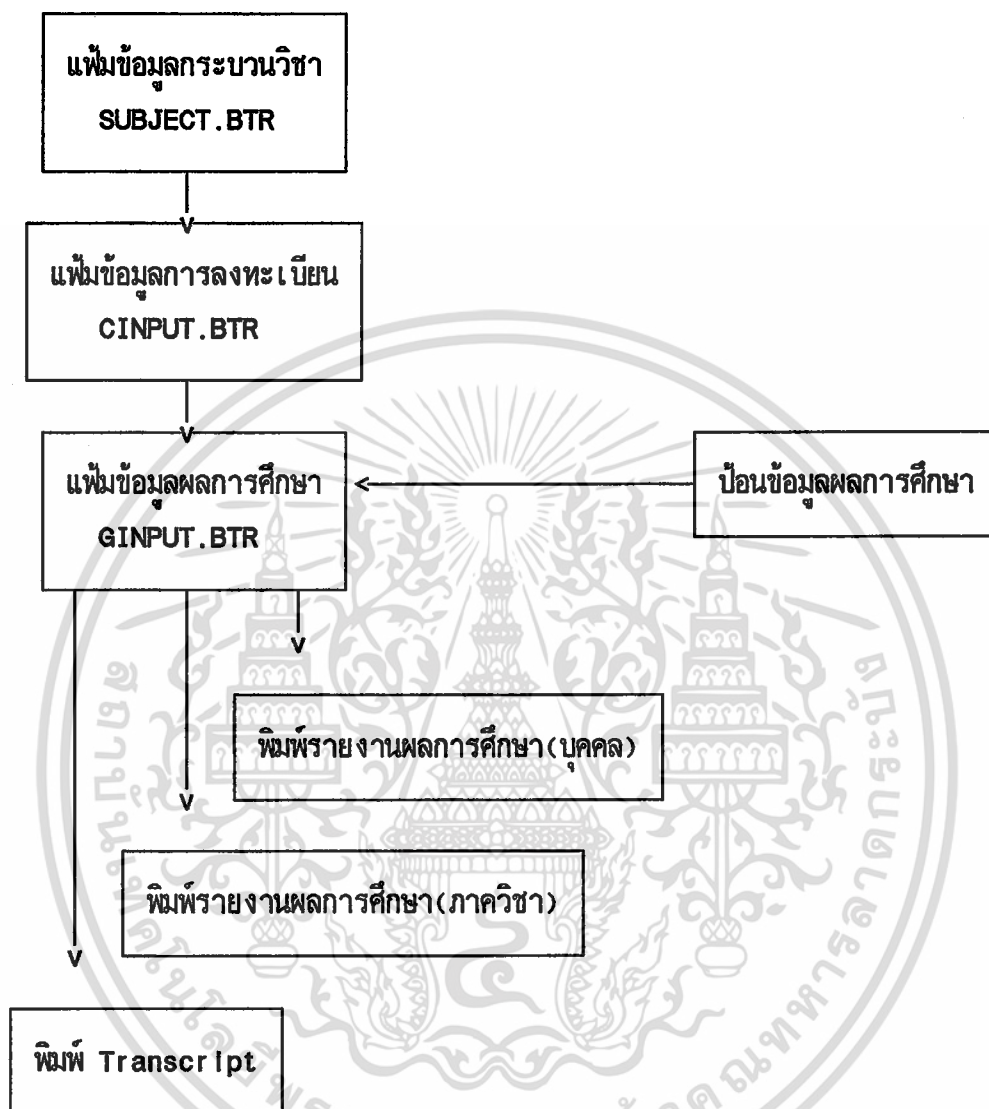 แฟ้มข้อมูลกระบวนวิชา
SUBJECT.BTR
แฟ้มข้อมูลการลงทะเบียน
CINPUT.BTR
แฟ้มข้อมูลผลการศึกษา
GINPUT.BTR
ป้อนข้อมูลผลการศึกษา
พิมพ์รายงานผลการศึกษา(บุคคล)
พิมพ์รายงานผลการศึกษา(ภาควิชา)
พิมพ์ Transcript